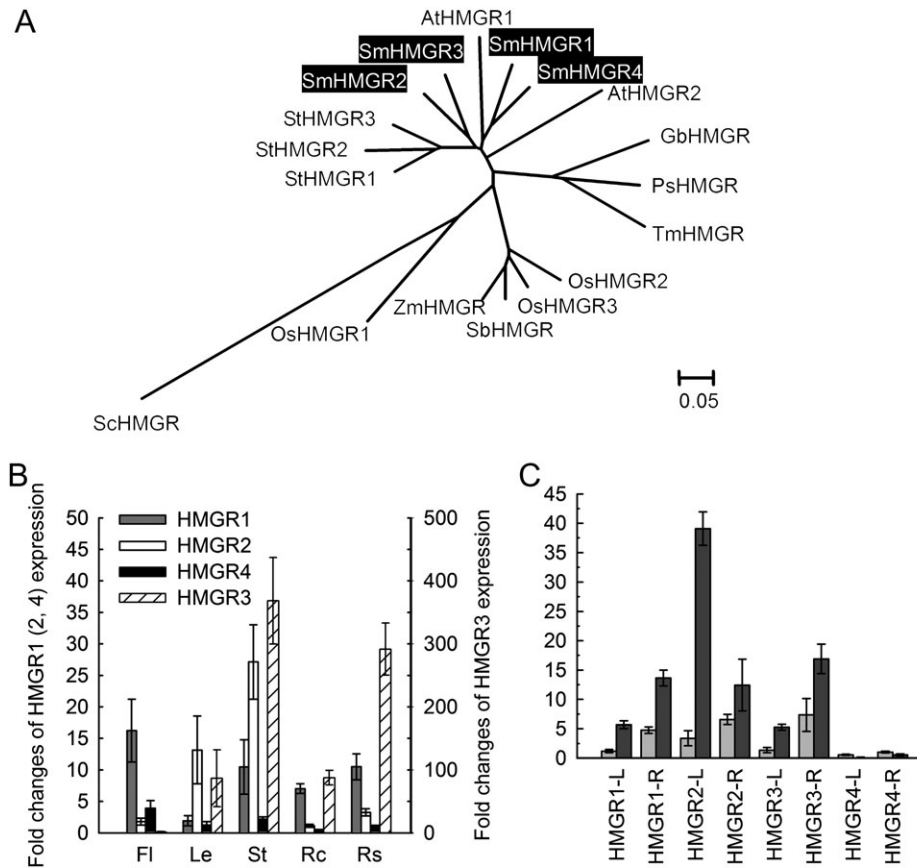 A
AtHMGR1
SmHMGR3
SmHMGR1
SmHMGR2
SmHMGR4
AtHMGR2
StHMGR3
GbHMGR
StHMGR2
StHMGR1
PsHMGR
TmHMGR
OsHMGR2
ZmHMGR
OsHMGR3
OsHMGR1
SbHMGR
0.05
ScHMGR
B
Fold changes of HMGR1 (2, 4) expression
50
45
40
35
30
25
20
15
10
5
0
HMGR1
HMGR2
HMGR4
HMGR3
500
400
300
200
100
0
Fold changes of HMGR3 expression
Fl Le St Rc Rs
C
45
40
35
30
25
20
15
10
5
0
HMGR1-L
HMGR1-R
HMGR2-L
HMGR2-R
HMGR3-L
HMGR3-R
HMGR4-L
HMGR4-R